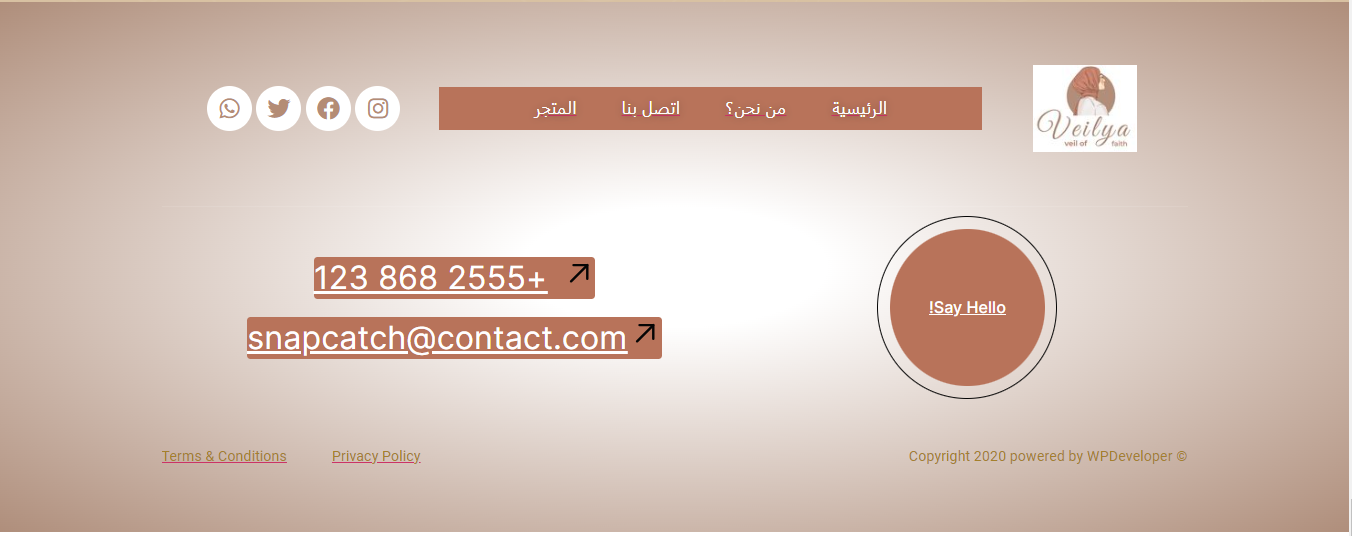 Veilya
veil of faith
الرئيسية من نحن؟ اتصل بنا المتجر
123 868 2555+
snapcatch@contact.com
!Say Hello
Terms & Conditions Privacy Policy
Copyright 2020 powered by WPDeveloper ©